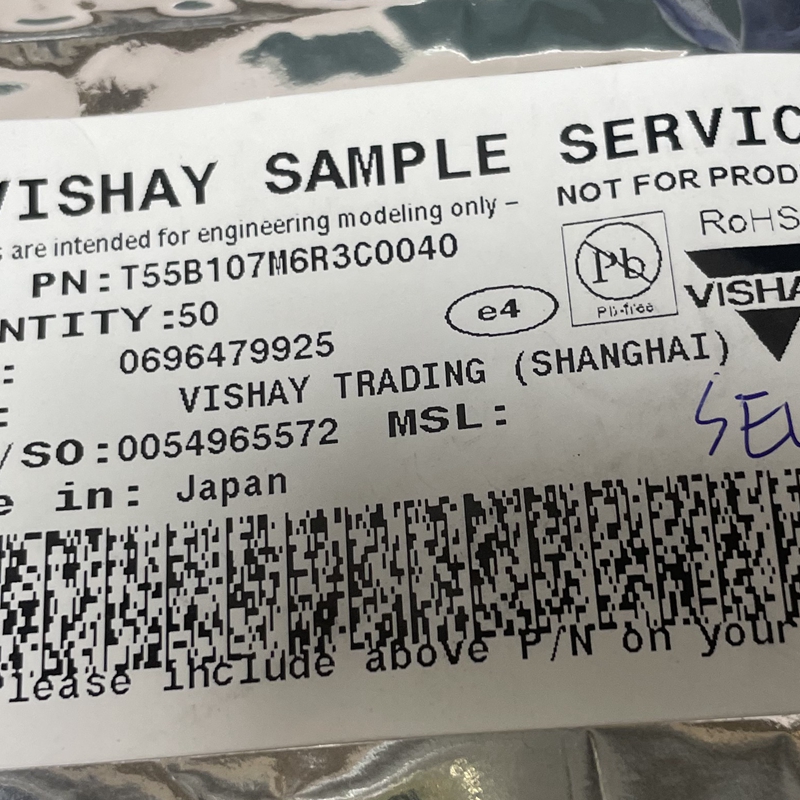 VISHAY SAMPLE SERVIC
NOT FOR PROD
s are intended for engineering modeling only –
PN:T55B107M6R3C0040
NTITY:50
: 0696479925
: VISHAY TRADING (SHANGHAI)
/SO:0054965572 MSL:
e in: Japan
e4
Pb
Pb-free
RoHS
VISHA
lease include above P/N on your